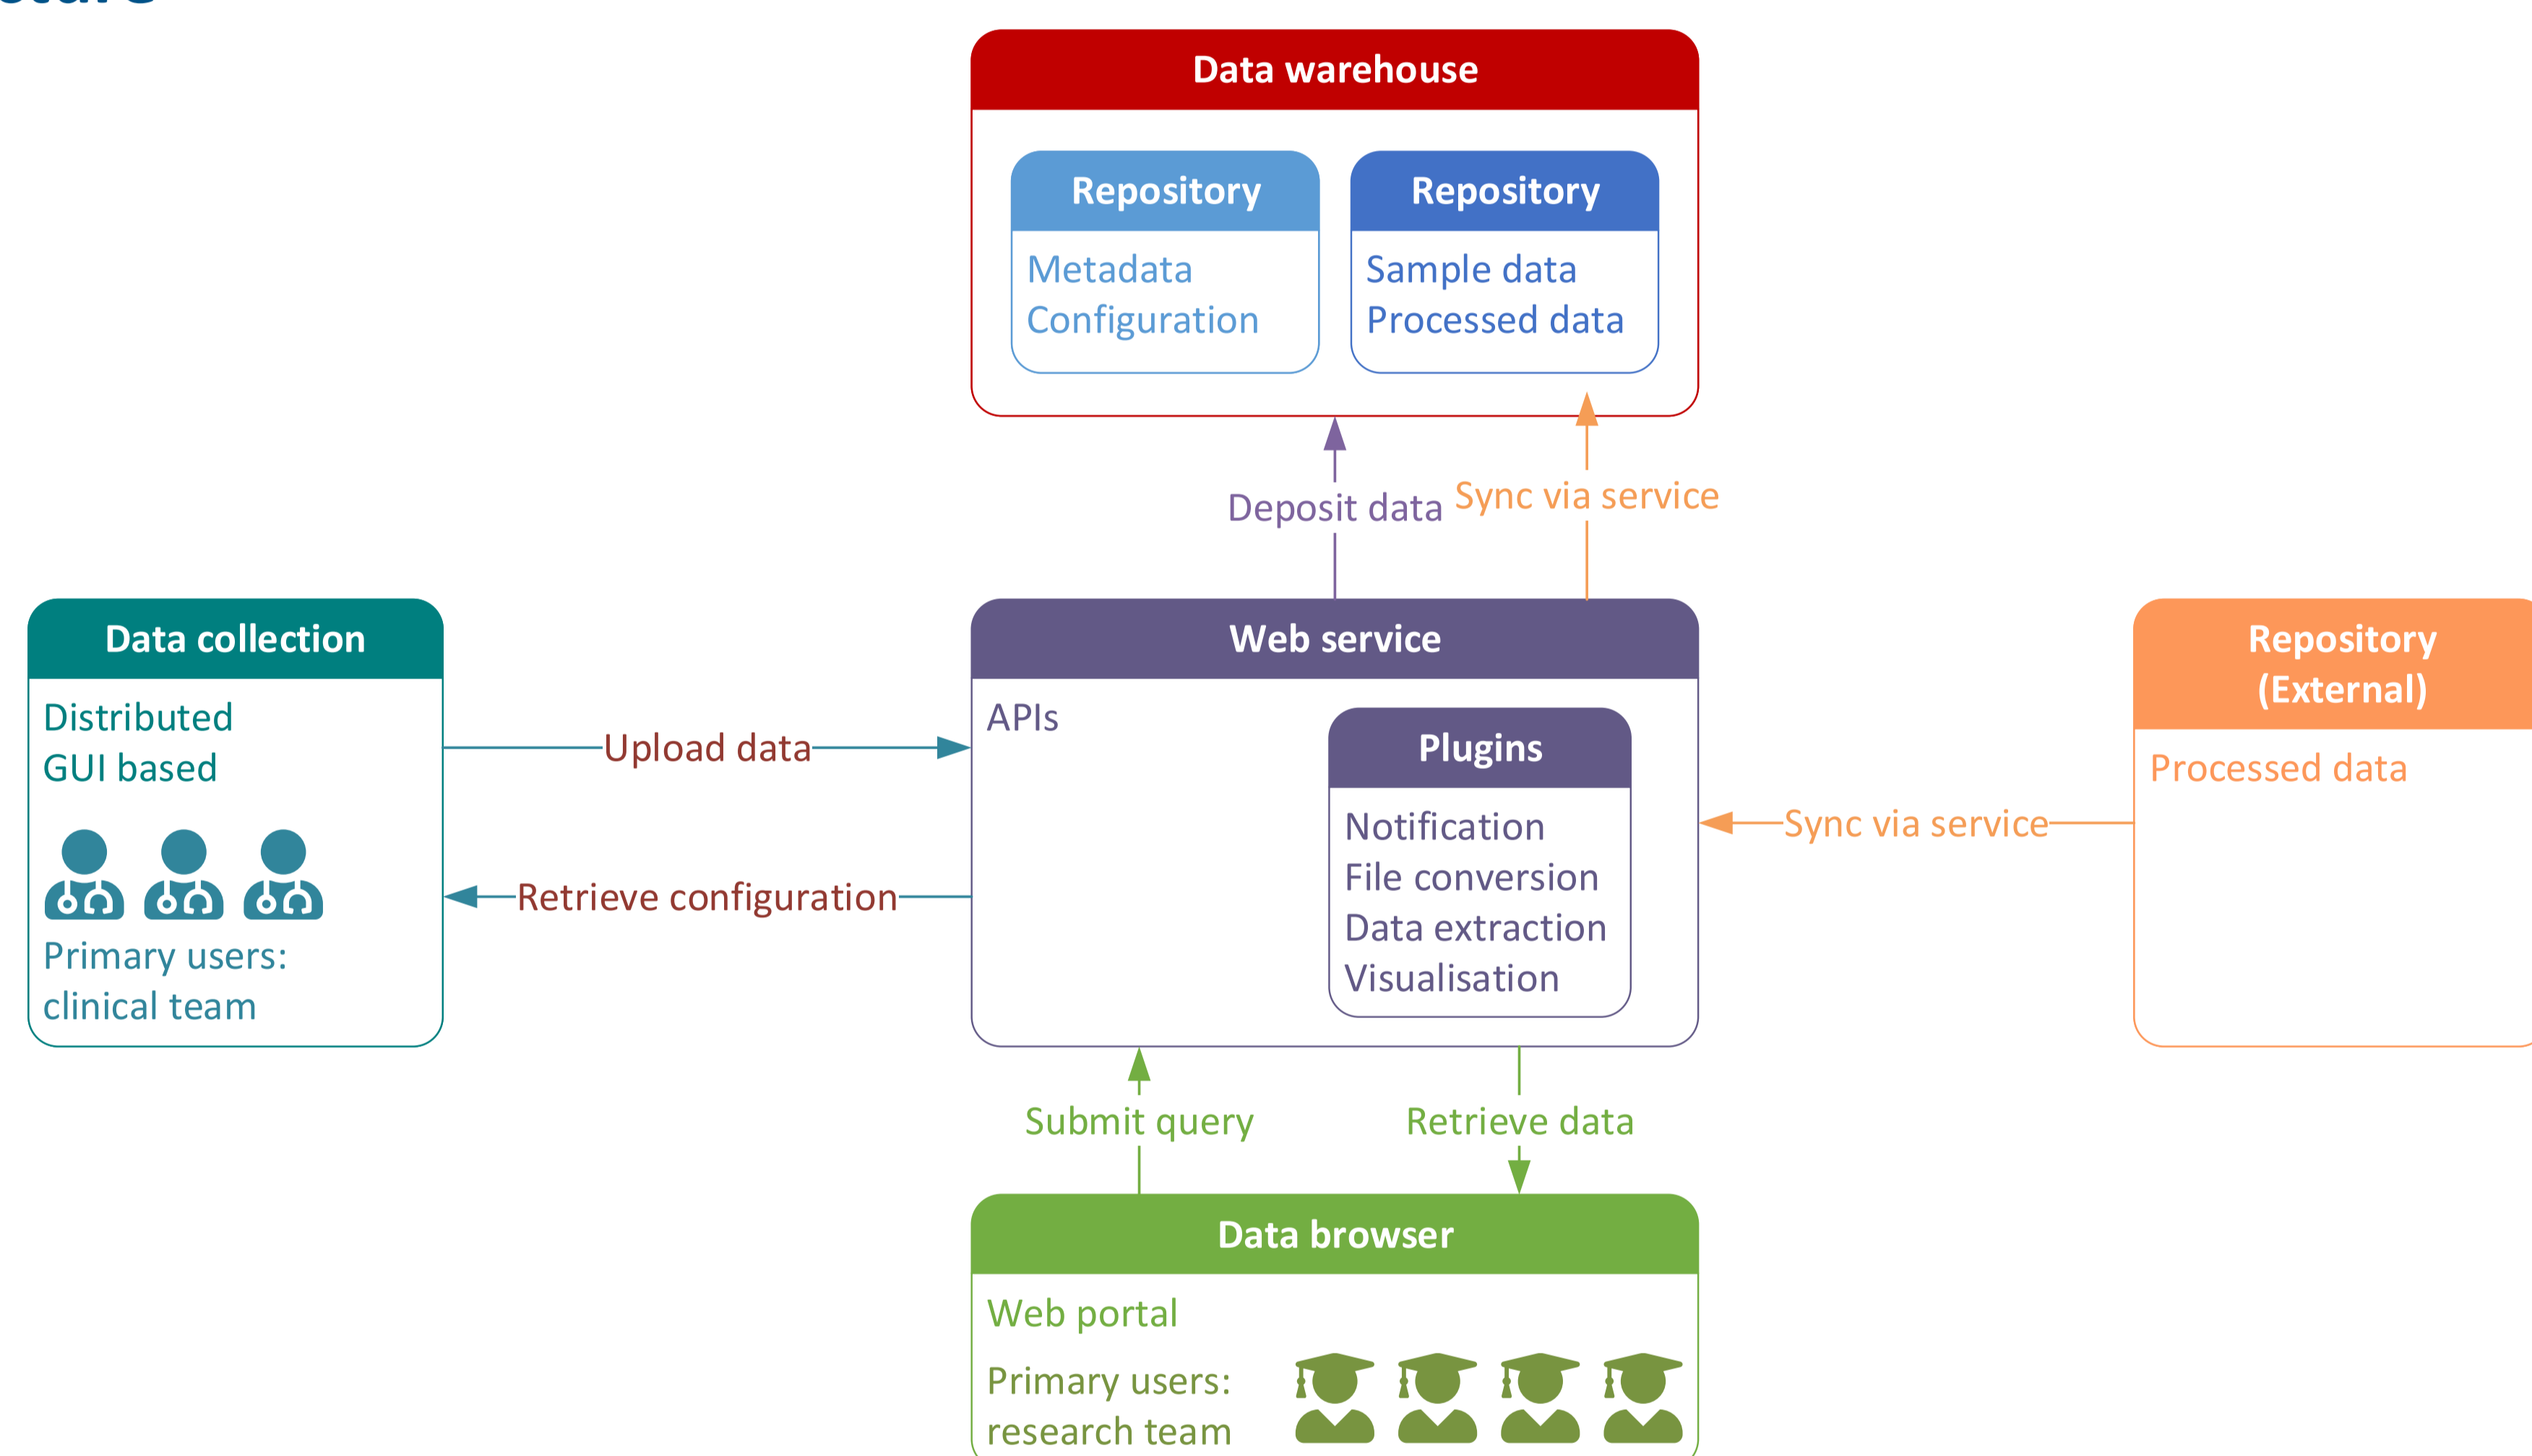 Data warehouse
Repository
Metadata
Configuration
Repository
Sample data
Processed data
Deposit data
Sync via service
Data collection
Distributed
GUI based
Primary users:
clinical team
Upload data
Retrieve configuration
Web service
APIs
Plugins
Notification
File conversion
Data extraction
Visualisation
Sync via service
Repository
(External)
Processed data
Submit query
Retrieve data
Data browser
Web portal
Primary users:
research team